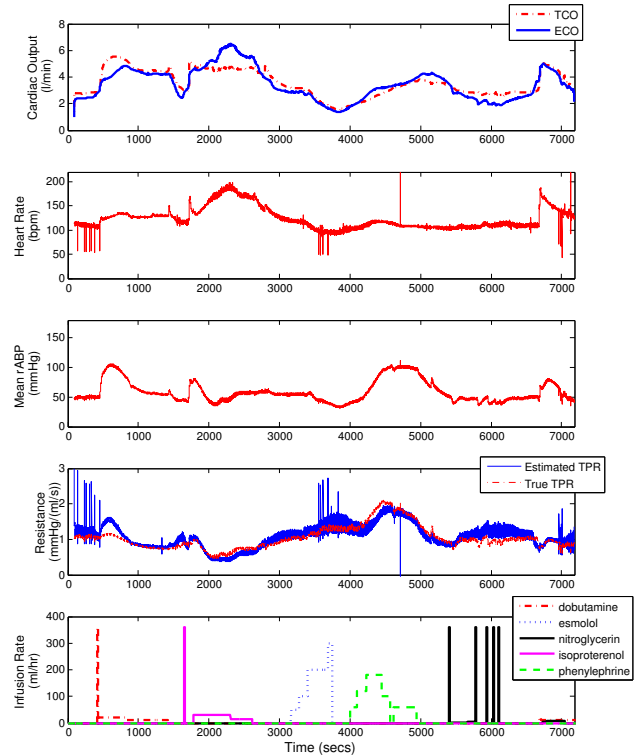 TCO
ECO
Cardiac Output
(l/min)
8
6
4
2
0
0 1000 2000 3000 4000 5000 6000 7000
Heart Rate
(bpm)
200
150
100
50
0
0 1000 2000 3000 4000 5000 6000 7000
Mean rABP
(mmHg)
150
100
50
0
0 1000 2000 3000 4000 5000 6000 7000
Estimated TPR
True TPR
Resistance
(mmHg/(ml/s))
3
2
1
0
0 1000 2000 3000 4000 5000 6000 7000
dobutamine
esmolol
nitroglycerin
isoproterenol
phenylephrine
Infusion Rate
(ml/hr)
400
300
200
100
0
0 1000 2000 3000 4000 5000 6000 7000
Time (secs)